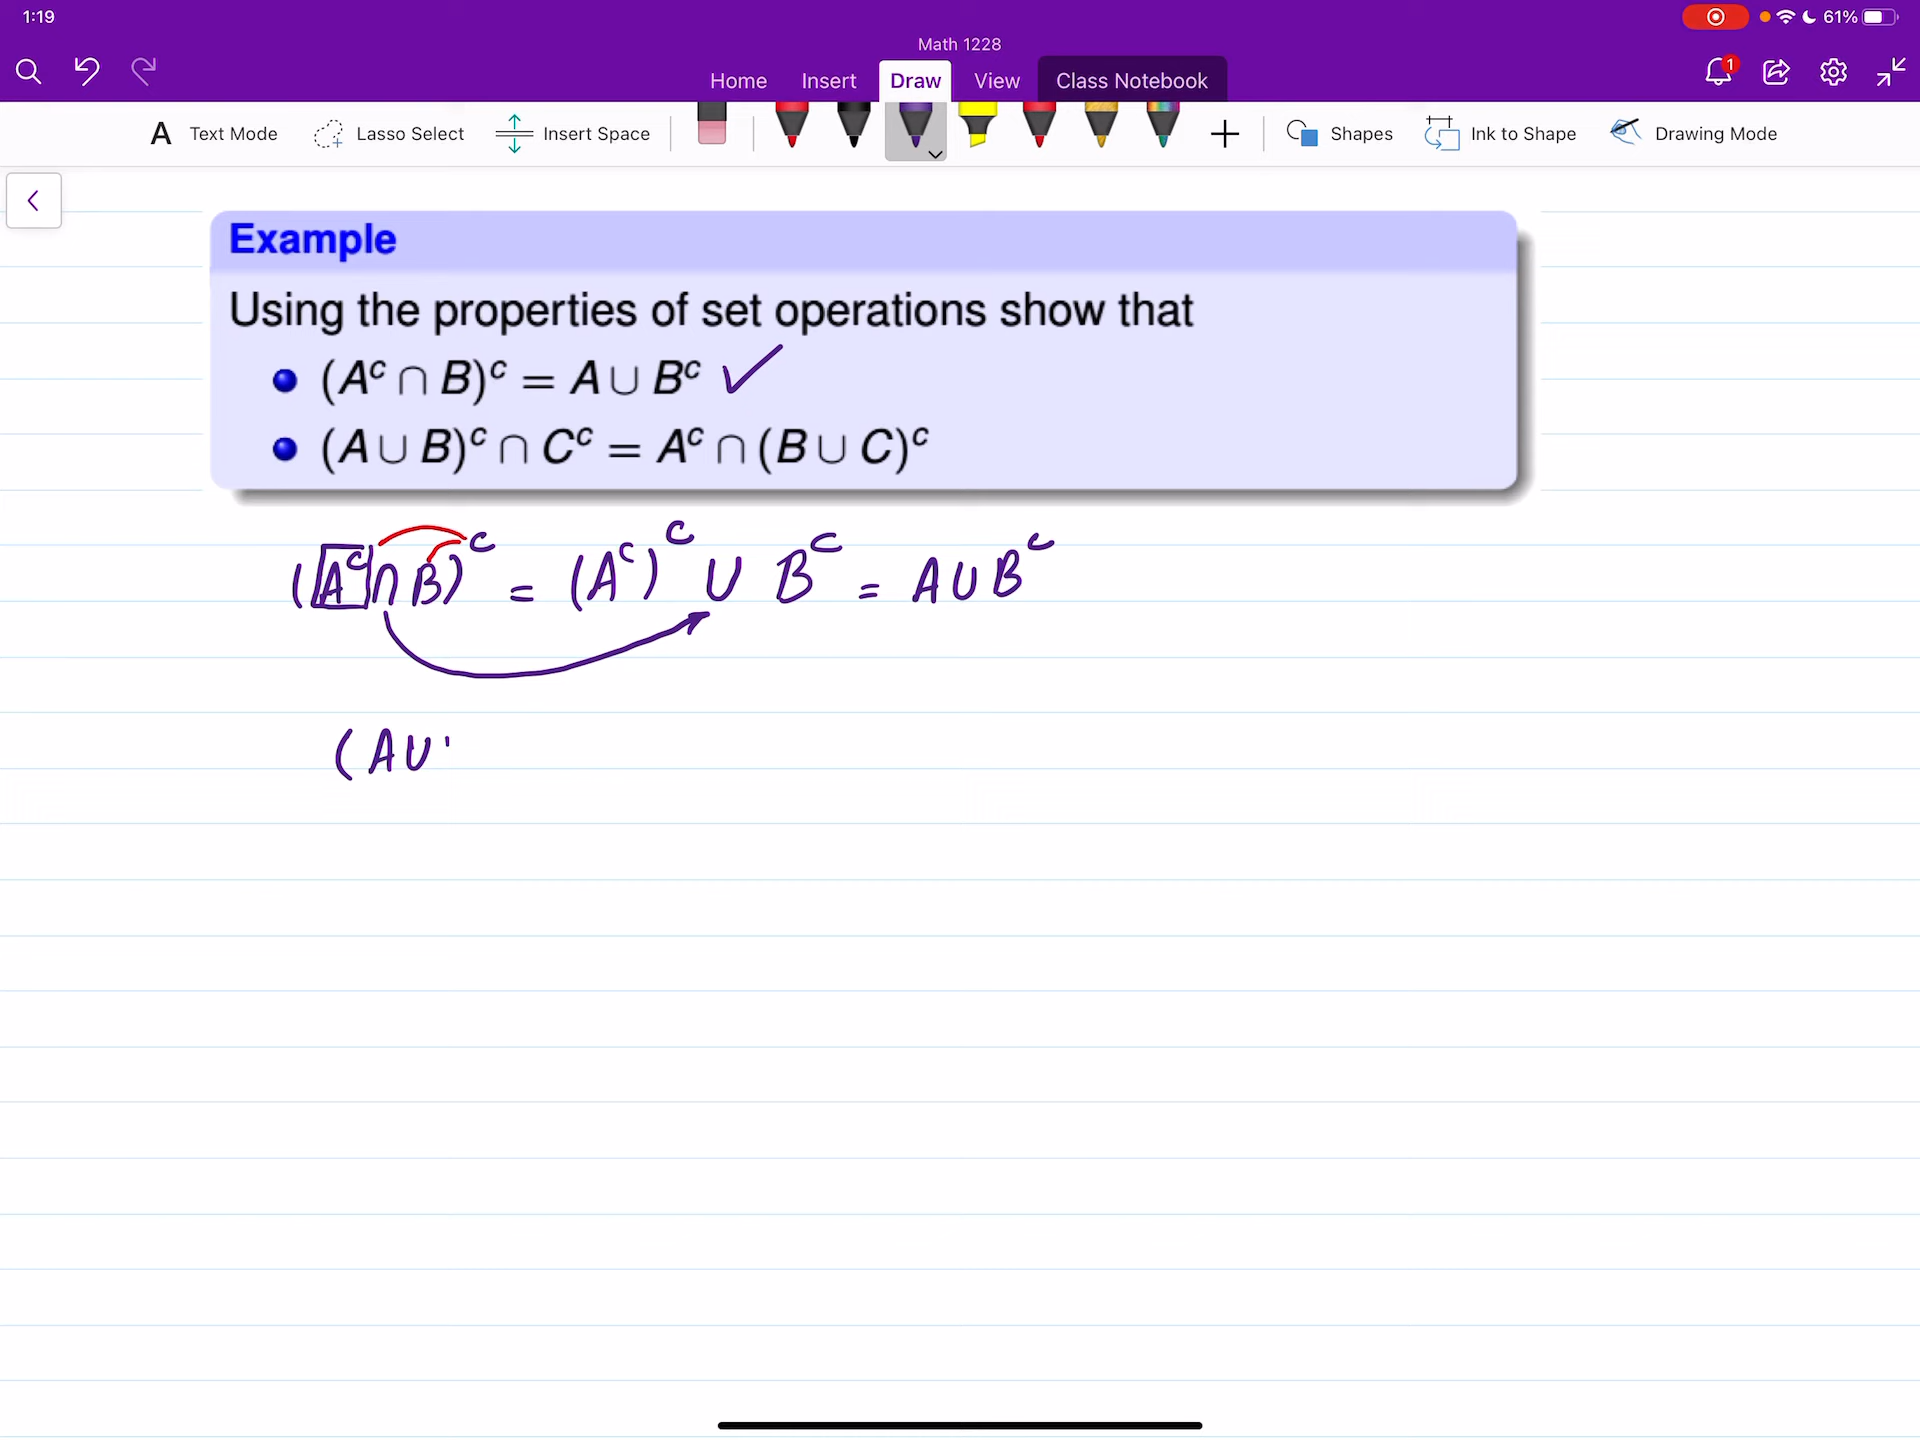 1:19
61%
Math 1228
1
Home Insert Draw View Class Notebook
A Text Mode Lasso Select Insert Space Shapes Ink to Shape Drawing Mode
Example
Using the properties of set operations show that
(Aᶜ ∩ B)ᶜ = A ∪ Bᶜ ✓
(A ∪ B)ᶜ ∩ Cᶜ = Aᶜ ∩ (B ∪ C)ᶜ
(Aᶜ ∩ B)ᶜ = (Aᶜ)ᶜ ∪ Bᶜ = A ∪ Bᶜ
(A ∪